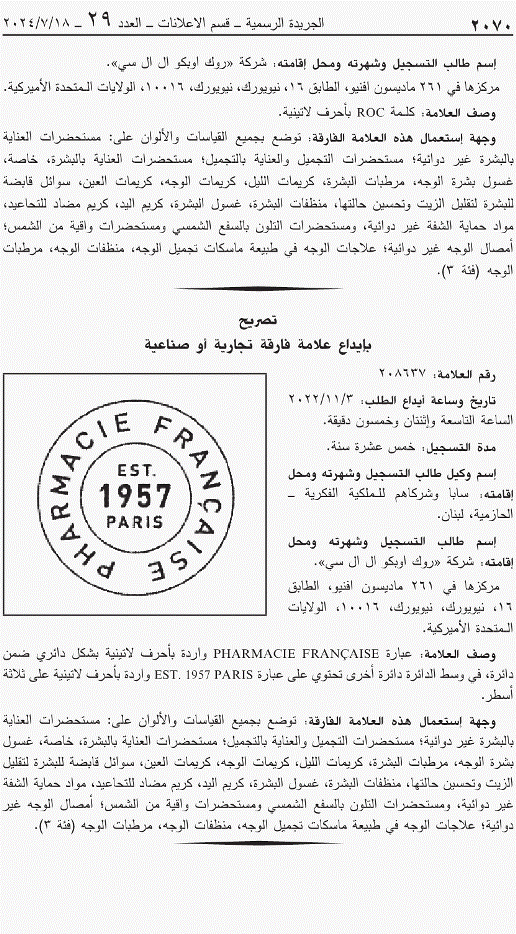 ٢٠٧٠
الجريدة الرسمية ــ قسم الاعلانات ــ العدد ٢٩ ــ ٢٠٢٤/٧/١٨
إسم طالب التسجيل وشهرته ومحل إقامته: شركة «روك اوبكو ال ال سي».
مركزها في ٢٦١ ماديسون افنيو، الطابق ١٦، نيويورك، نيويورك، ١٠٠١٦، الولايات الـمتحدة الأميركية.
وصف العلامة: كلـمة ROC بأحرف لاتينية.
وجهة إستعمال هذه العلامة الفارقة: توضع بجميع القياسات والألوان على: مستحضرات العناية
بالبشرة غير دوائية؛ مستحضرات التجميل والعناية بالتجميل؛ مستحضرات العناية بالبشرة، خاصة،
غسول بشرة الوجه، مرطبات البشرة، كريمات الليل، كريمات الوجه، كريمات العين، سوائل قابضة
للبشرة لتقليل الزيت وتحسين حالتها، منظفات البشرة، غسول البشرة، كريم اليد، كريم مضاد للتجاعيد،
مواد حماية الشفة غير دوائية، ومستحضرات التلون بالسفع الشمسي ومستحضرات واقية من الشمس؛
أمصال الوجه غير دوائية؛ علاجات الوجه في طبيعة ماسكات تجميل الوجه، منظفات الوجه، مرطبات
الوجه (فئة ٣).
تصريح
بإيداع علامة فارقة تجارية أو صناعية
رقم العلامة: ٢٠٨٦٣٧
تاريخ وساعة أيداع الطلب: ٢٠٢٢/١١/٣
الساعة التاسعة وإثنتان وخمسون دقيقة.
مدة التسجيل: خمس عشرة سنة.
إسم وكيل طالب التسجيل وشهرته ومحل
إقامته: سابا وشركاهم للـملكية الفكرية ــ
الحازمية، لبنان.
إسم طالب التسجيل وشهرته ومحل
إقامته: شركة «روك اوبكو ال ال سي».
مركزها في ٢٦١ ماديسون افنيو، الطابق
١٦، نيويورك، نيويورك، ١٠٠١٦، الولايات
الـمتحدة الأميركية.
PHARMACIE FRANÇAISE
EST.
1957
PARIS
وصف العلامة: عبارة PHARMACIE FRANÇAISE واردة بأحرف لاتينية بشكل دائري ضمن
دائرة، في وسط الدائرة دائرة أخرى تحتوي على عبارة EST. 1957 PARIS واردة بأحرف لاتينية على ثلاثة
أسطر.
وجهة إستعمال هذه العلامة الفارقة: توضع بجميع القياسات والألوان على: مستحضرات العناية
بالبشرة غير دوائية؛ مستحضرات التجميل والعناية بالتجميل؛ مستحضرات العناية بالبشرة، خاصة، غسول
بشرة الوجه، مرطبات البشرة، كريمات الليل، كريمات الوجه، كريمات العين، سوائل قابضة للبشرة لتقليل
الزيت وتحسين حالتها، منظفات البشرة، غسول البشرة، كريم اليد، كريم مضاد للتجاعيد، مواد حماية الشفة
غير دوائية، ومستحضرات التلون بالسفع الشمسي ومستحضرات واقية من الشمس؛ أمصال الوجه غير
دوائية؛ علاجات الوجه في طبيعة ماسكات تجميل الوجه، منظفات الوجه، مرطبات الوجه (فئة ٣).